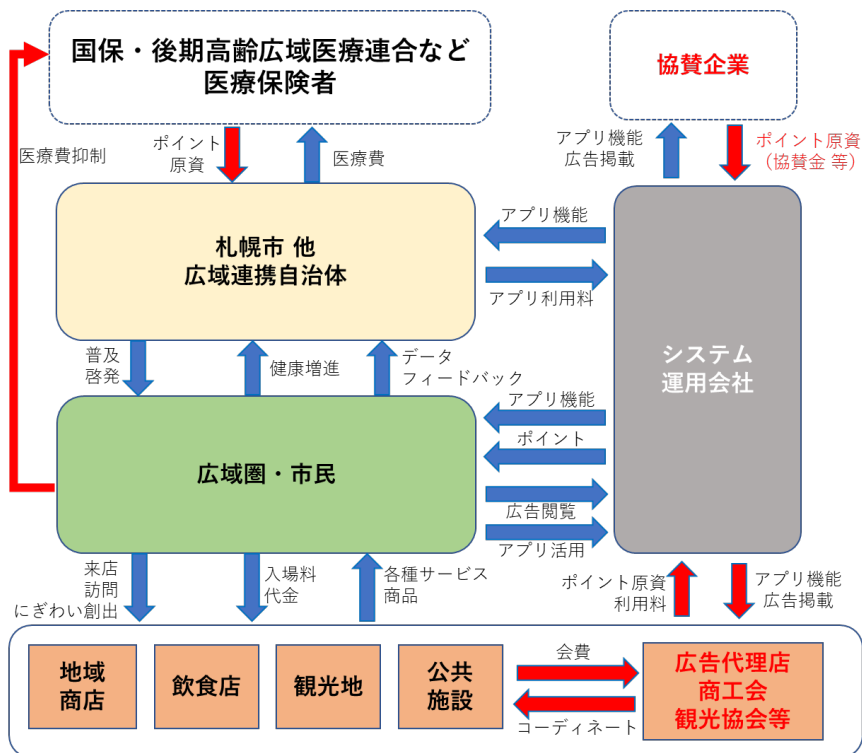 国保・後期高齢広域医療連合など
医療保険者
協賛企業
医療費抑制
ポイント
原資
医療費
アプリ機能
広告掲載
ポイント原資
(協賛金 等)
札幌市 他
広域連携自治体
アプリ機能
アプリ利用料
システム
運用会社
普及
啓発
健康増進
データ
フィードバック
アプリ機能
ポイント
広域圏・市民
広告閲覧
アプリ活用
来店
訪問
にぎわい創出
入場料
代金
各種サービス
商品
ポイント原資
利用料
アプリ機能
広告掲載
地域
商店
飲食店
観光地
公共
施設
会費
コーディネート
広告代理店
商工会
観光協会等